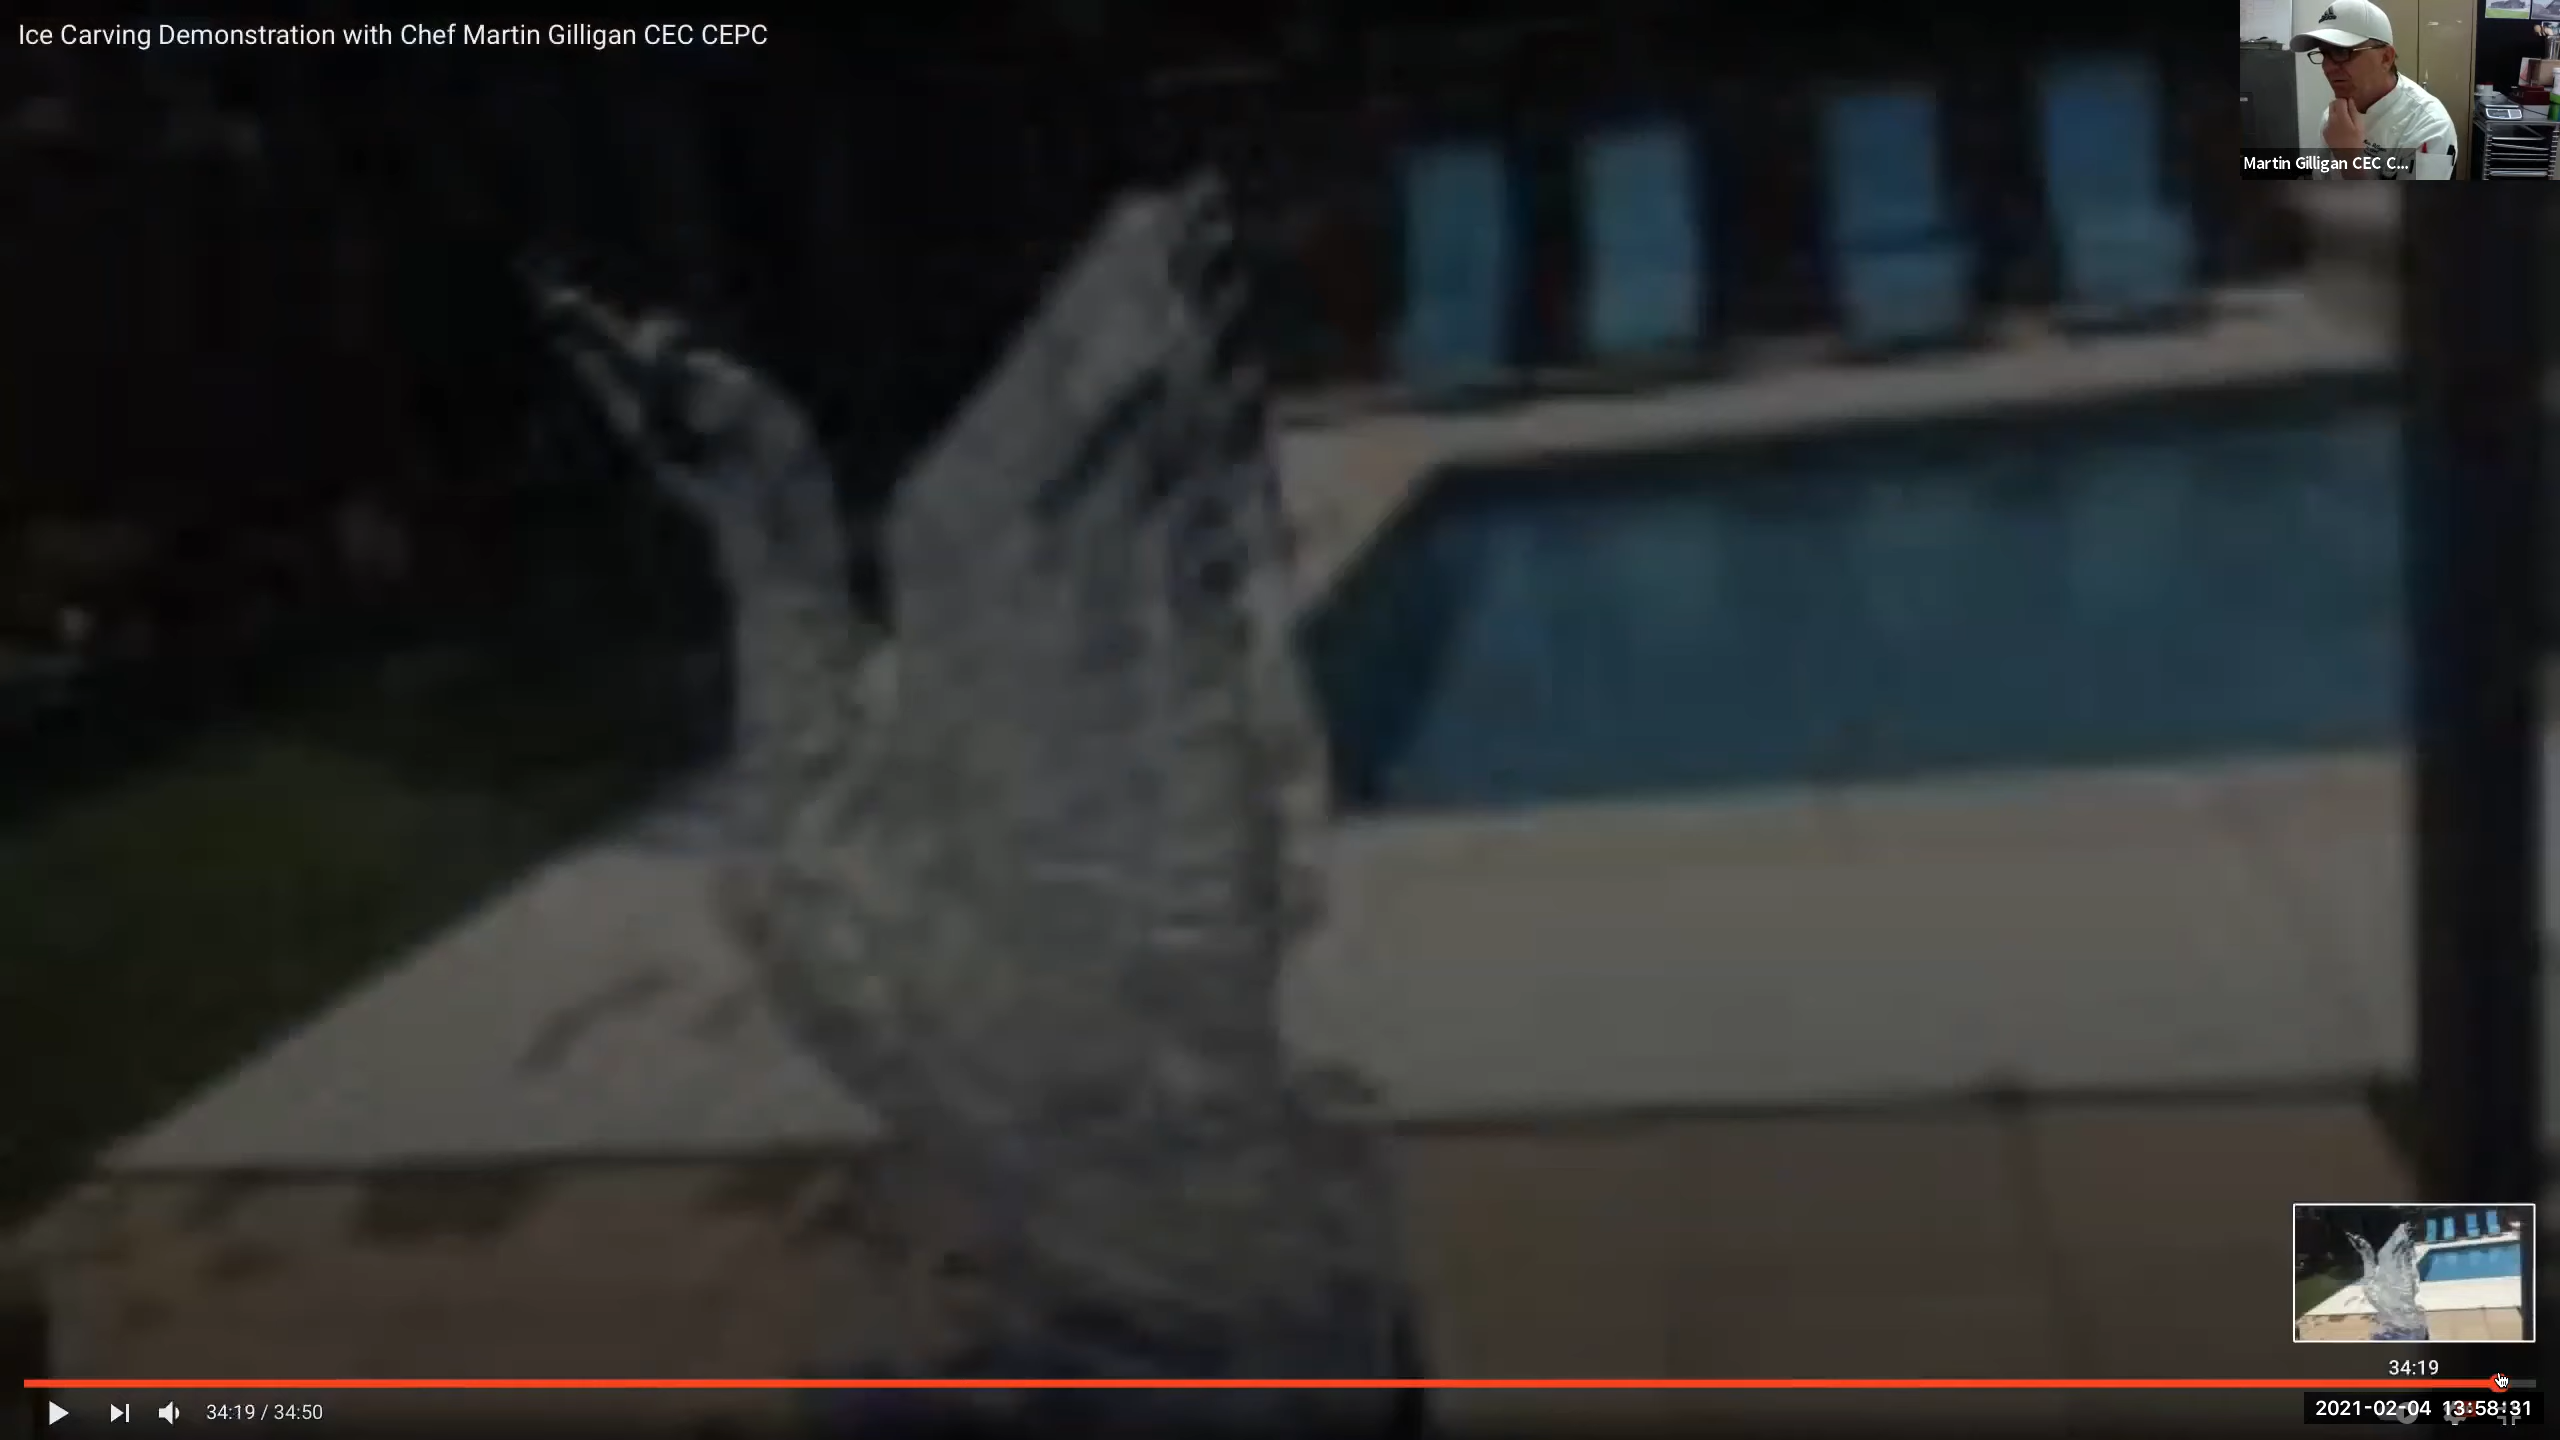 Ice Carving Demonstration with Chef Martin Gilligan CEC CEPC
Martin Gilligan CEC C...
34:19
34:19 / 34:50
2021-02-04 13:58:31